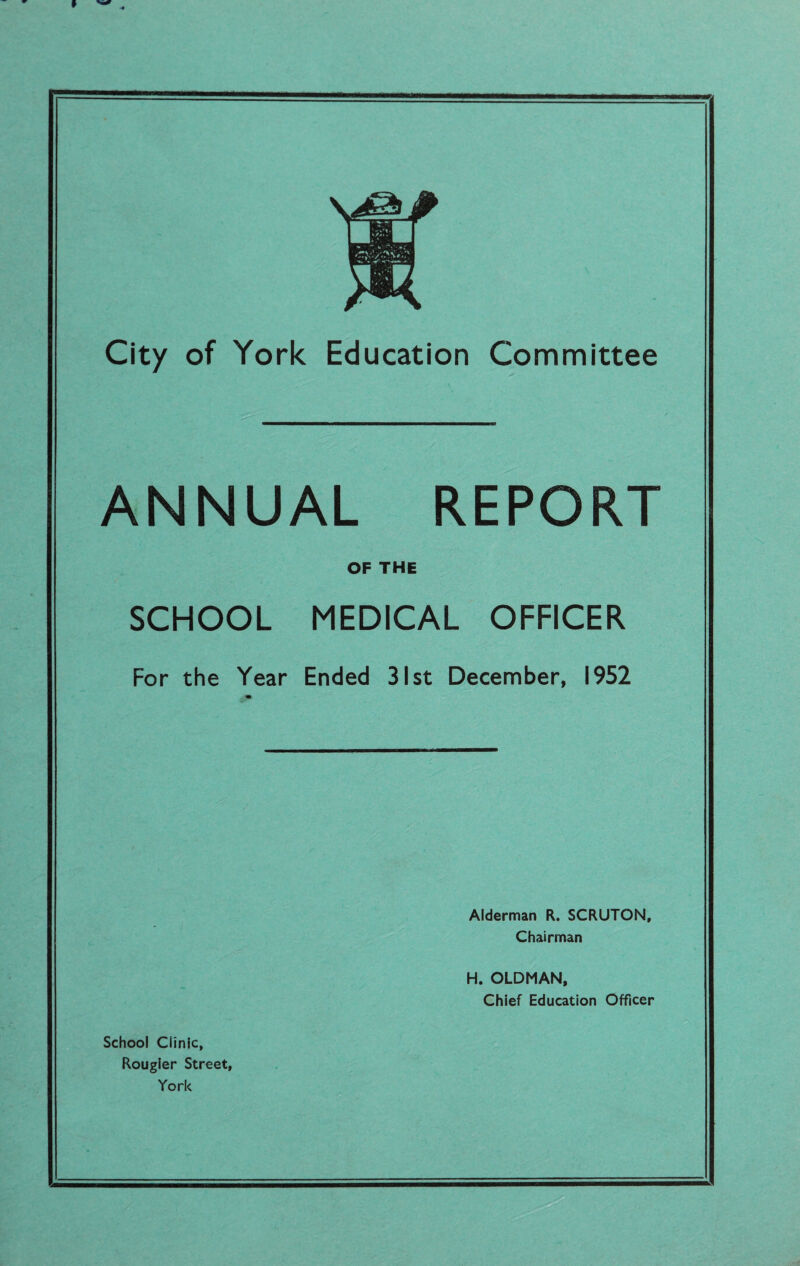 City of York Education Committee
ANNUAL REPORT
OF THE
SCHOOL MEDICAL OFFICER
For the Year Ended 31st December, 1952
Alderman R. SCRUTON,
Chairman
H. OLDMAN,
Chief Education Officer
School Clinic,
Rougier Street,
York